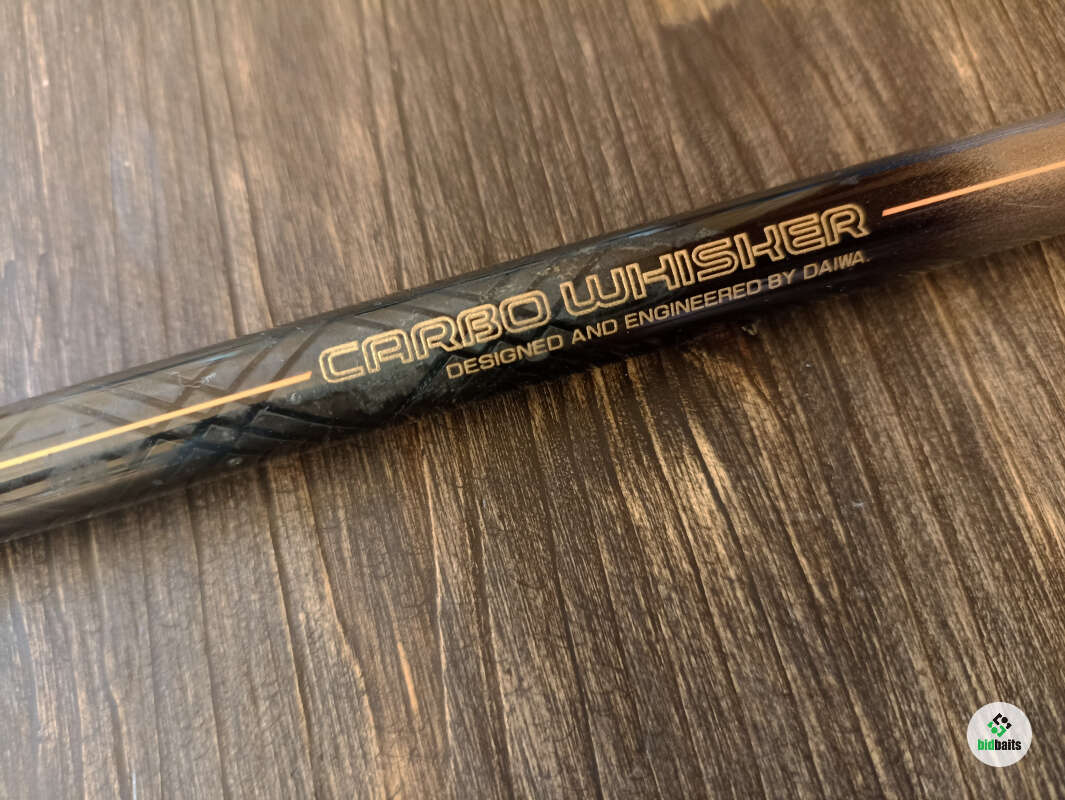 CARBO WHISKER
DESIGNED AND ENGINEERED BY DAIWA.
bidbaits